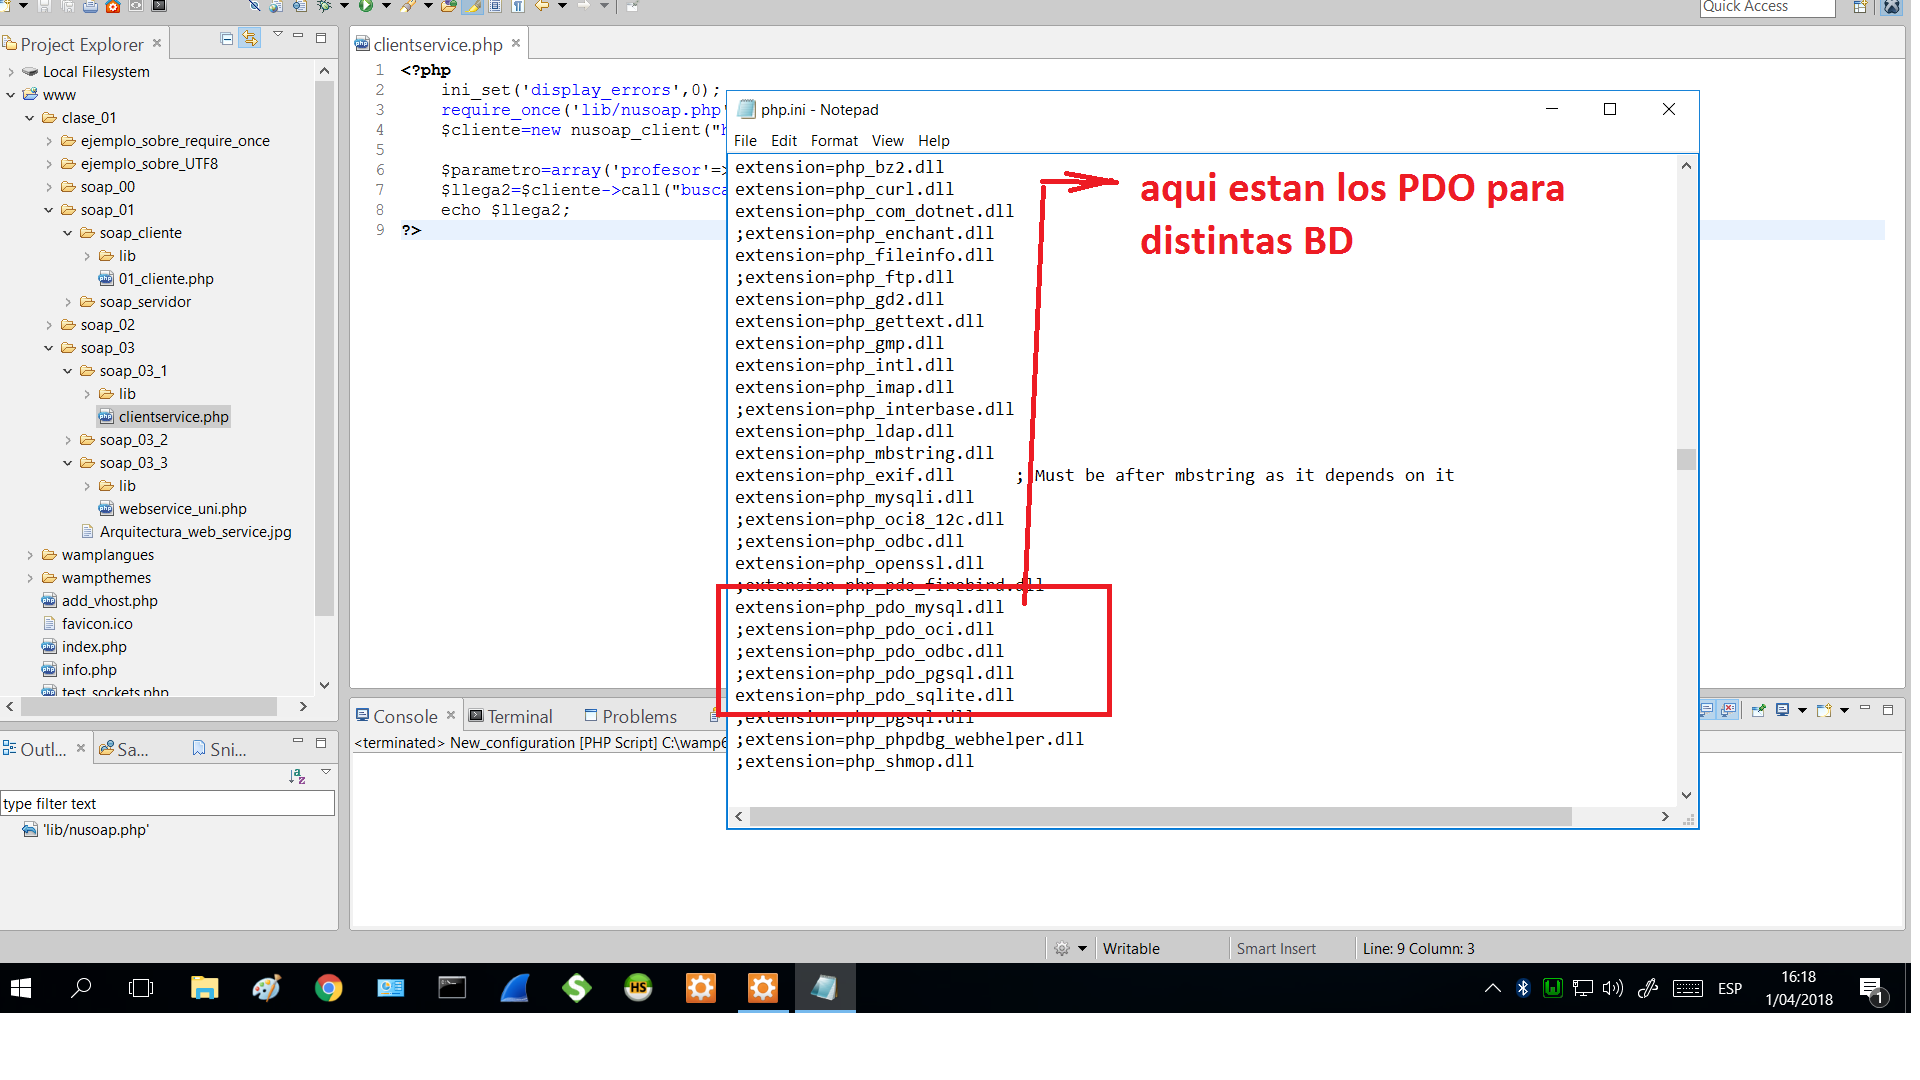 Quick Access
Project Explorer
Local Filesystem
www
clase_01
ejemplo_sobre_require_once
ejemplo_sobre_UTF8
soap_00
soap_01
soap_cliente
lib
01_cliente.php
soap_servidor
soap_02
soap_03
soap_03_1
lib
clientservice.php
soap_03_2
soap_03_3
lib
webservice_uni.php
Arquitectura_web_service.jpg
wamplangues
wampthemes
add_vhost.php
favicon.ico
index.php
info.php
test_sockets.php
Outl...
Sa...
Sni...
type filter text
'lib/nusoap.php'
clientservice.php
1 <?php
2 ini_set('display_errors',0);
3 require_once('lib/nusoap.php'
4 $cliente=new nusoap_client("h
5
6 $parametro=array('profesor'=>
7 $llega2=$cliente->call("busca
8 echo $llega2;
9 ?>
php.ini - Notepad
File Edit Format View Help
extension=php_bz2.dll
extension=php_curl.dll
extension=php_com_dotnet.dll
;extension=php_enchant.dll
extension=php_fileinfo.dll
;extension=php_ftp.dll
extension=php_gd2.dll
extension=php_gettext.dll
extension=php_gmp.dll
extension=php_intl.dll
extension=php_imap.dll
;extension=php_interbase.dll
extension=php_ldap.dll
extension=php_mbstring.dll
extension=php_exif.dll ; Must be after mbstring as it depends on it
extension=php_mysqli.dll
;extension=php_oci8_12c.dll
;extension=php_odbc.dll
extension=php_openssl.dll
;extension=php_pdo_firebird.dll
extension=php_pdo_mysql.dll
;extension=php_pdo_oci.dll
;extension=php_pdo_odbc.dll
;extension=php_pdo_pgsql.dll
extension=php_pdo_sqlite.dll
;extension=php_pgsql.dll
;extension=php_phpdbg_webhelper.dll
;extension=php_shmop.dll
aqui estan los PDO para
distintas BD
Console
Terminal
Problems
<terminated> New_configuration [PHP Script] C:\wamp6
Writable
Smart Insert
Line: 9 Column: 3
HS
ESP
16:18
1/04/2018
1